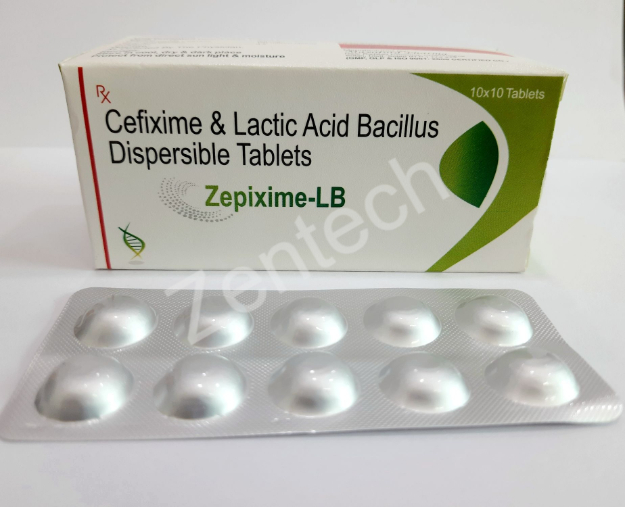 protect from direct sun light & moisture
Rx
10x10 Tablets
Cefixime & Lactic Acid Bacillus
Dispersible Tablets
Zepixime-LB
Zentech